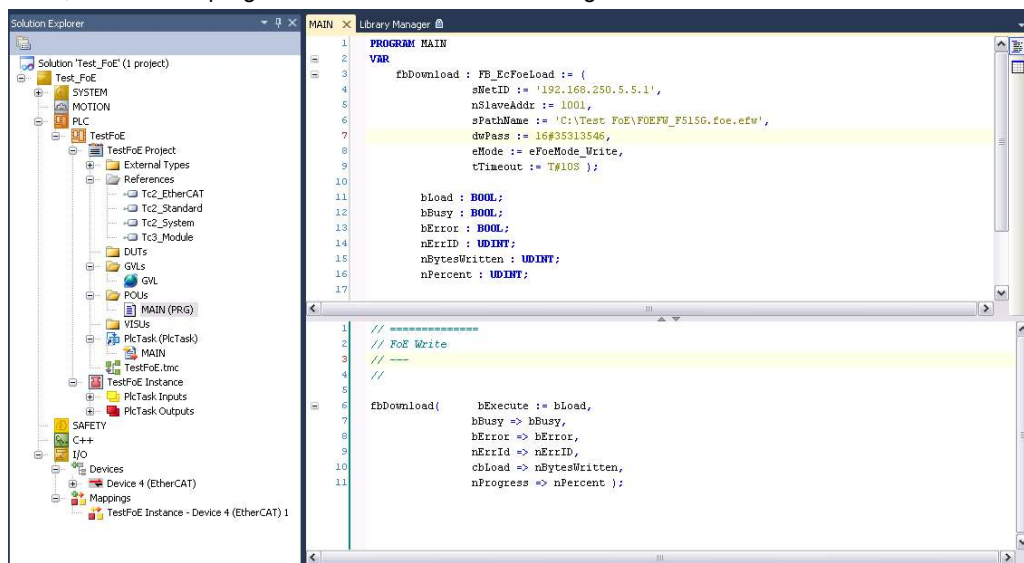 Solution Explorer
Solution 'Test_FoE' (1 project)
Test_FoE
SYSTEM
MOTION
PLC
TestFoE
TestFoE Project
External Types
References
Tc2_EtherCAT
Tc2_Standard
Tc2_System
Tc3_Module
DUTs
GVLs
GVL
POUs
MAIN (PRG)
VISUs
PlcTask (PlcTask)
MAIN
TestFoE.tmc
TestFoE Instance
PlcTask Inputs
PlcTask Outputs
SAFETY
C++
I/O
Devices
Device 4 (EtherCAT)
Mappings
TestFoE Instance - Device 4 (EtherCAT) 1
MAIN Library Manager
1 PROGRAM MAIN
2 VAR
3 fbDownload : FB_EcFoeLoad := (
4 sNetID := '192.168.250.5.5.1',
5 nSlaveAddr := 1001,
6 sPathName := 'C:\Test FoE\FOEFW_F515G.foe.efw',
7 dwPass := 16#35313546,
8 eMode := eFoeMode_Write,
9 tTimeout := T#10S );
10
11 bLoad : BOOL;
12 bBusy : BOOL;
13 bError : BOOL;
14 nErrID : UDINT;
15 nBytesWritten : UDINT;
16 nPercent : UDINT;
17
1 // ==============
2 // FoE Write
3 // ---
4 //
5
6 fbDownload( bExecute := bLoad,
7 bBusy => bBusy,
8 bError => bError,
9 nErrId => nErrID,
10 cbLoad => nBytesWritten,
11 nProgress => nPercent );